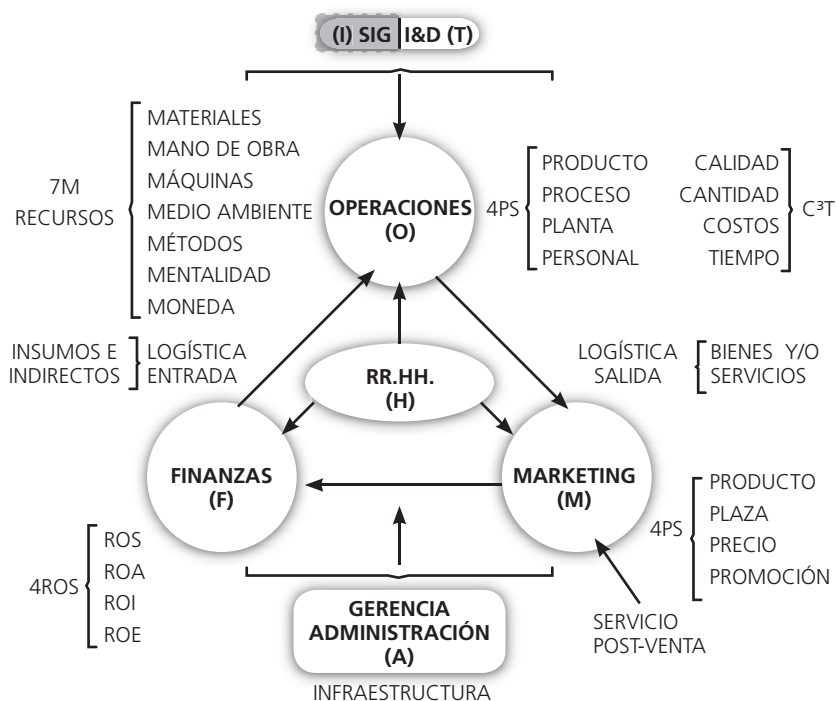 (I) SIG I&D (T)
7M
RECURSOS
MATERIALES
MANO DE OBRA
MÁQUINAS
MEDIO AMBIENTE
MÉTODOS
MENTALIDAD
MONEDA
OPERACIONES
(O)
4PS
PRODUCTO
PROCESO
PLANTA
PERSONAL
CALIDAD
CANTIDAD
COSTOS
TIEMPO
C³T
INSUMOS E
INDIRECTOS
LOGÍSTICA
ENTRADA
RR.HH.
(H)
LOGÍSTICA
SALIDA
BIENES Y/O
SERVICIOS
FINANZAS
(F)
MARKETING
(M)
4PS
PRODUCTO
PLAZA
PRECIO
PROMOCIÓN
4ROS
ROS
ROA
ROI
ROE
GERENCIA
ADMINISTRACIÓN
(A)
INFRAESTRUCTURA
SERVICIO
POST-VENTA